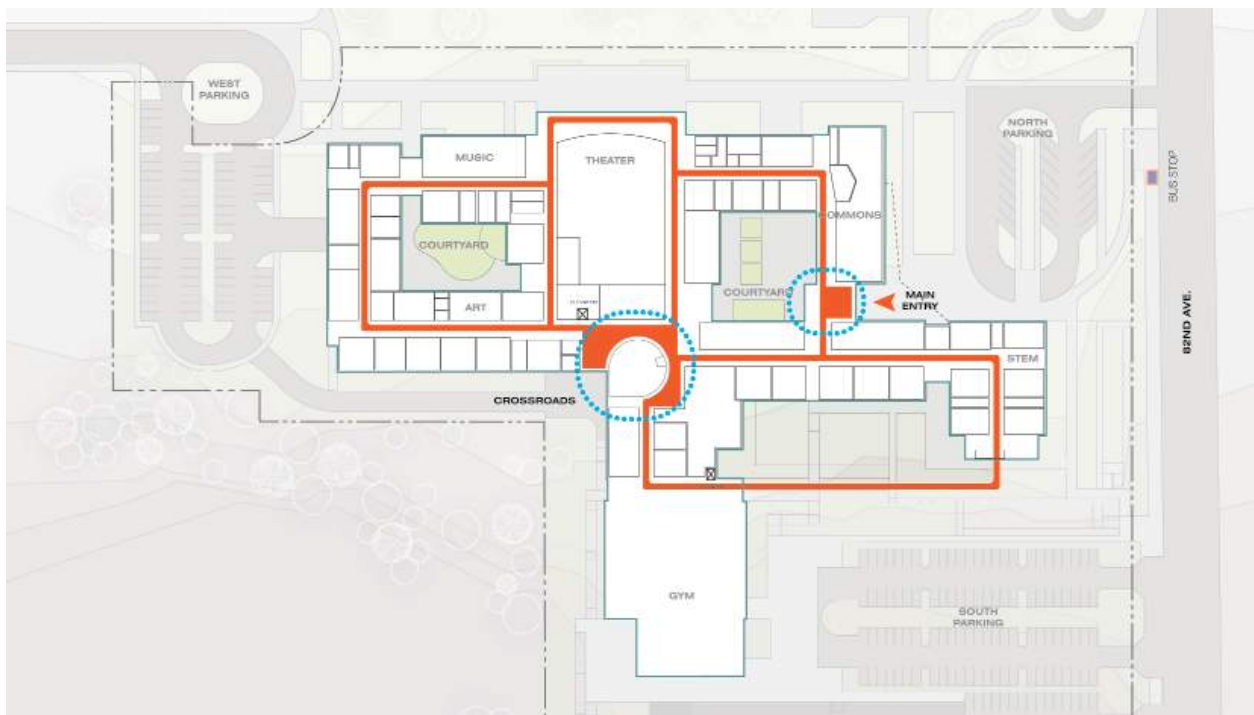 WEST
PARKING
MUSIC
THEATER
NORTH
PARKING
BUS STOP
COMMONS
COURTYARD
COURTYARD
MAIN
ENTRY
ART
82ND AVE.
STEM
CROSSROADS
GYM
SOUTH
PARKING